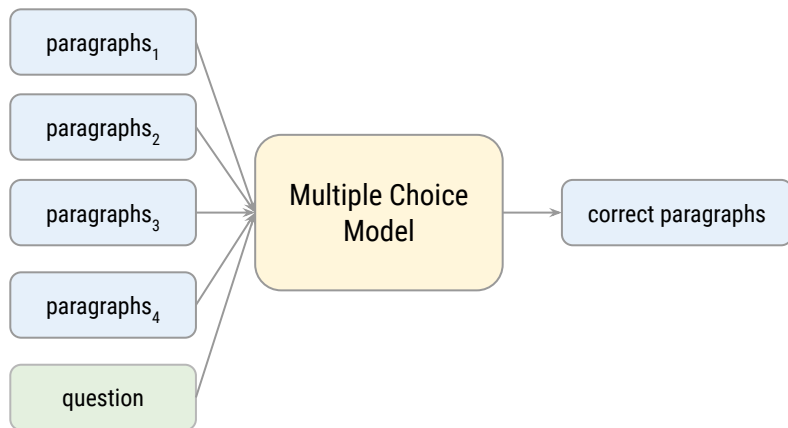 paragraphs₁
paragraphs₂
paragraphs₃
paragraphs₄
question
Multiple Choice
Model
correct paragraphs